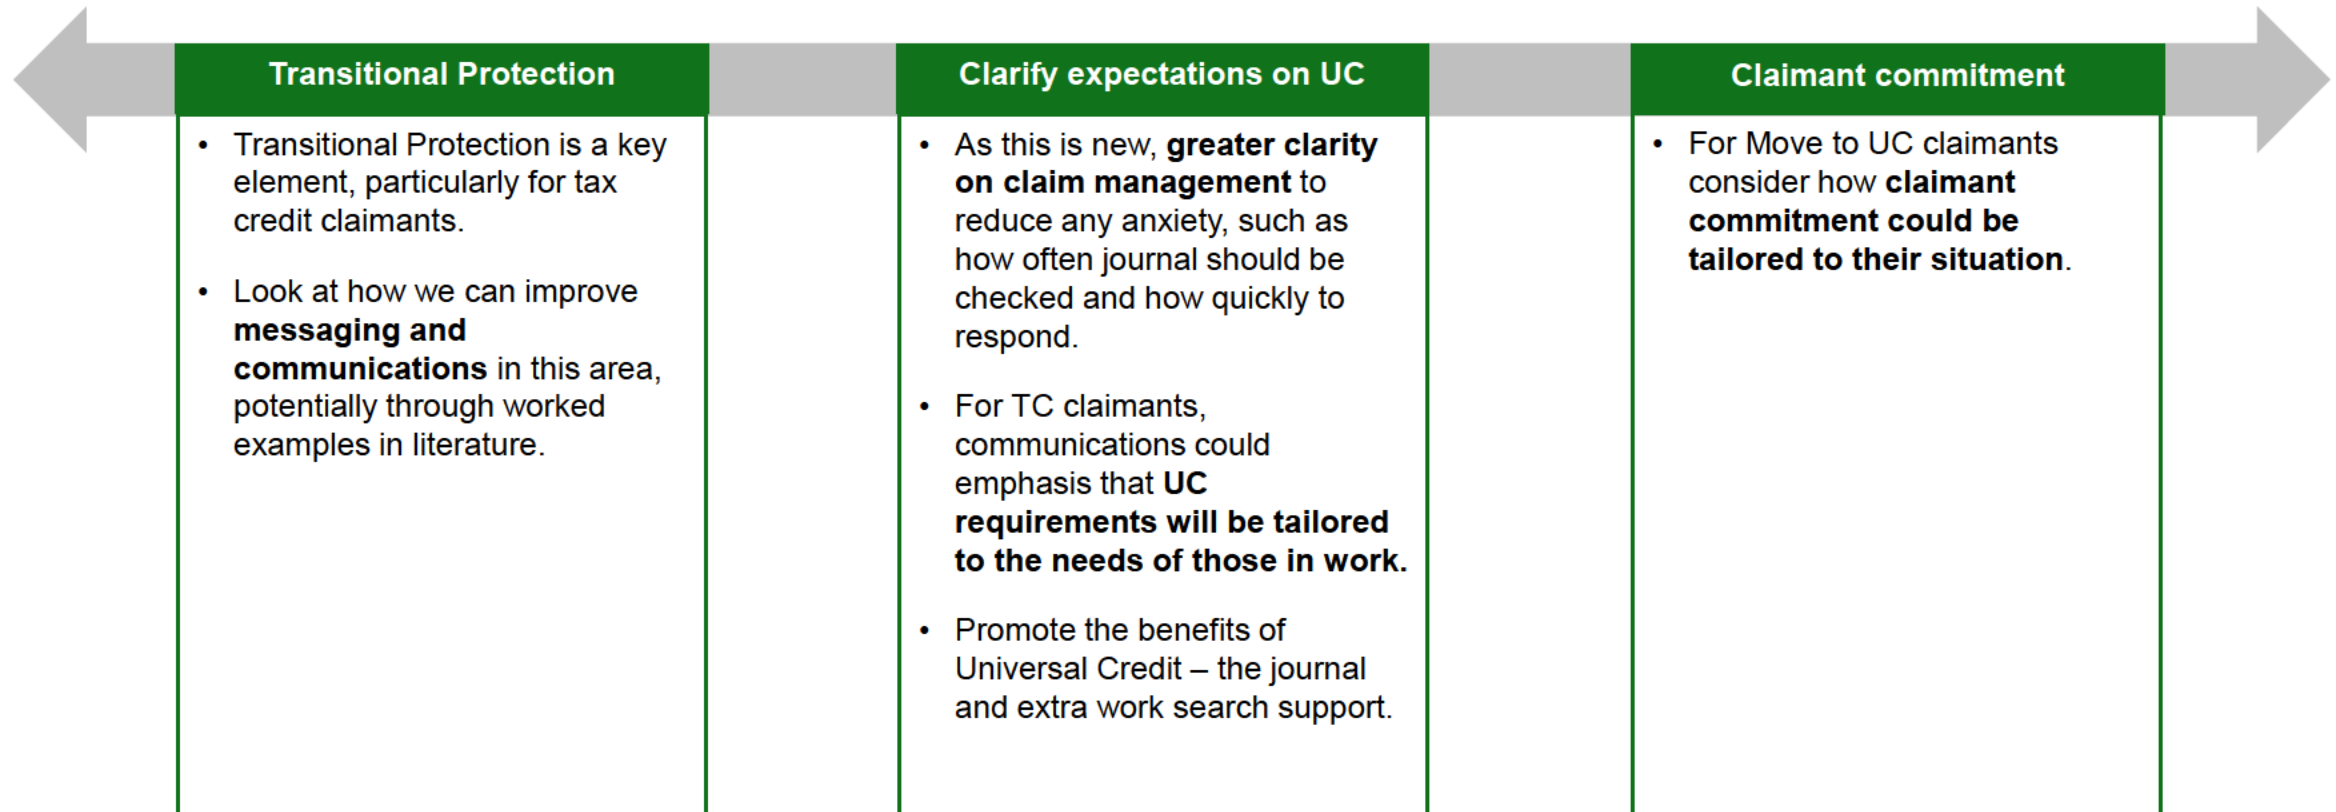 Transitional Protection
• Transitional Protection is a key
element, particularly for tax
credit claimants.
• Look at how we can improve
messaging and
communications in this area,
potentially through worked
examples in literature.
Clarify expectations on UC
• As this is new, greater clarity
on claim management to
reduce any anxiety, such as
how often journal should be
checked and how quickly to
respond.
• For TC claimants,
communications could
emphasis that UC
requirements will be tailored
to the needs of those in work.
• Promote the benefits of
Universal Credit – the journal
and extra work search support.
Claimant commitment
• For Move to UC claimants
consider how claimant
commitment could be
tailored to their situation.